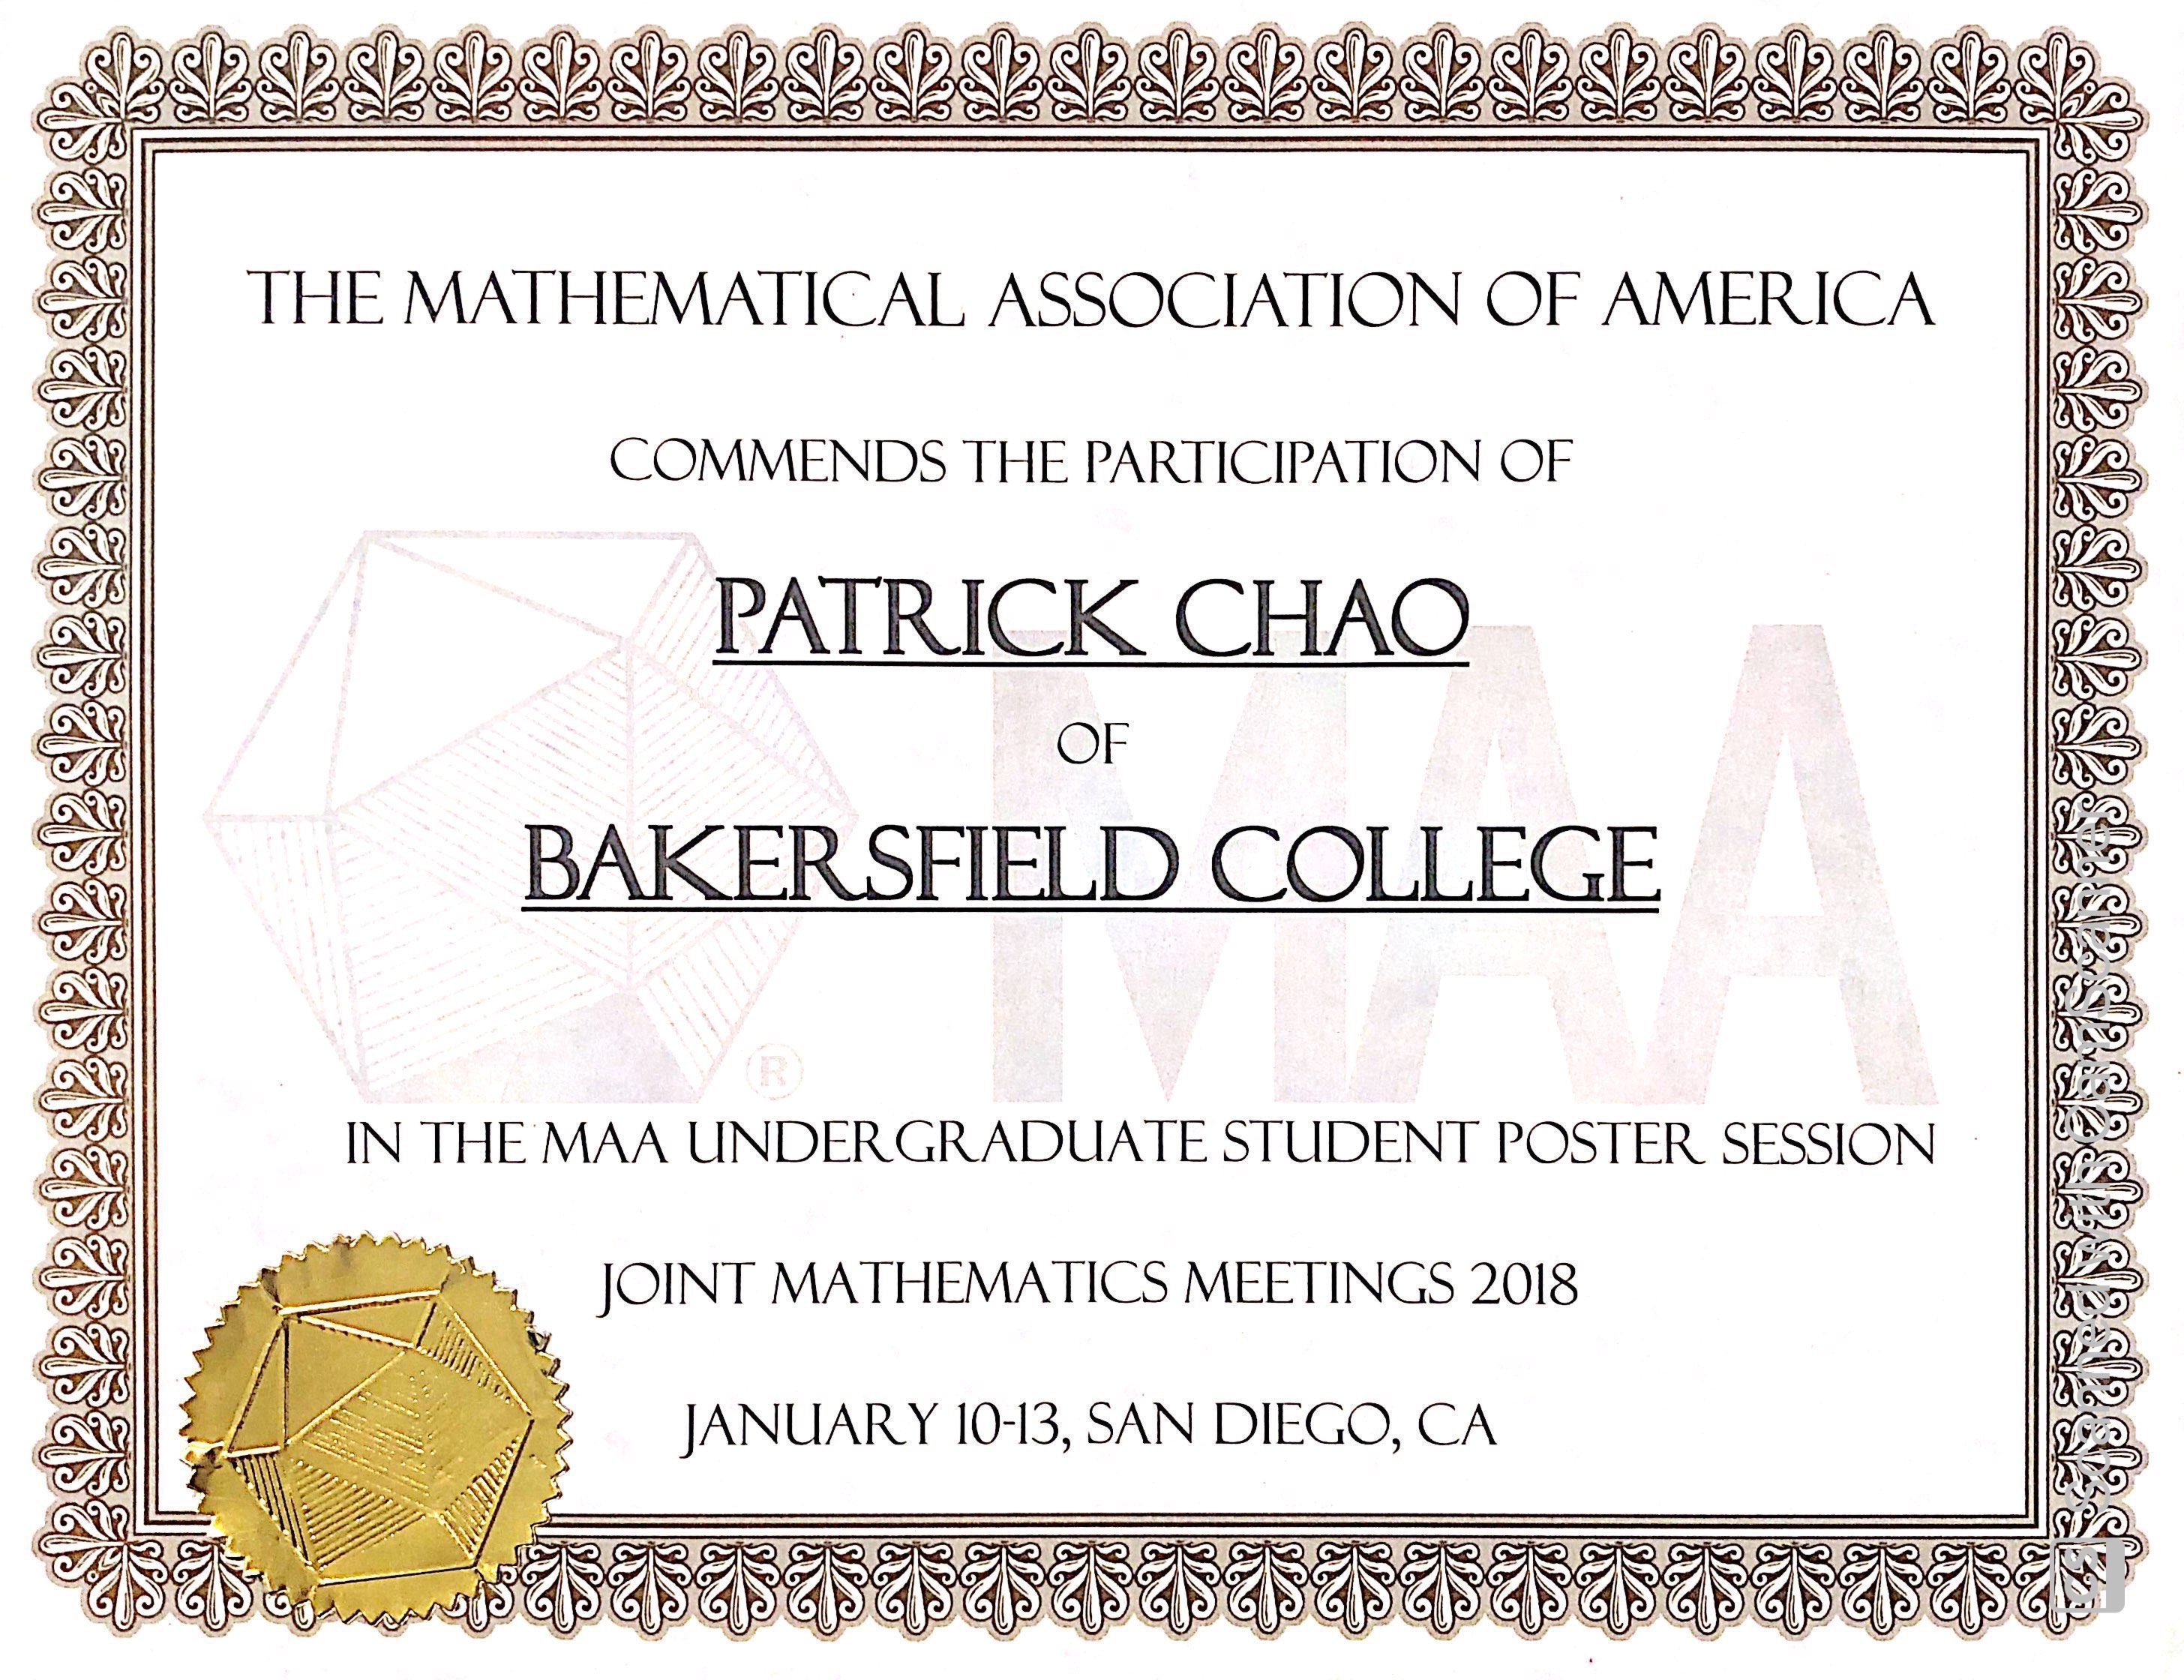 THE MATHEMATICAL ASSOCIATION OF AMERICA
COMMENDS THE PARTICIPATION OF
PATRICK CHAO
OF
BAKERSFIELD COLLEGE
IN THE MAA UNDERGRADUATE STUDENT POSTER SESSION
JOINT MATHEMATICS MEETINGS 2018
JANUARY 10-13, SAN DIEGO, CA
MAA
®
CS Scanned with CamScanner